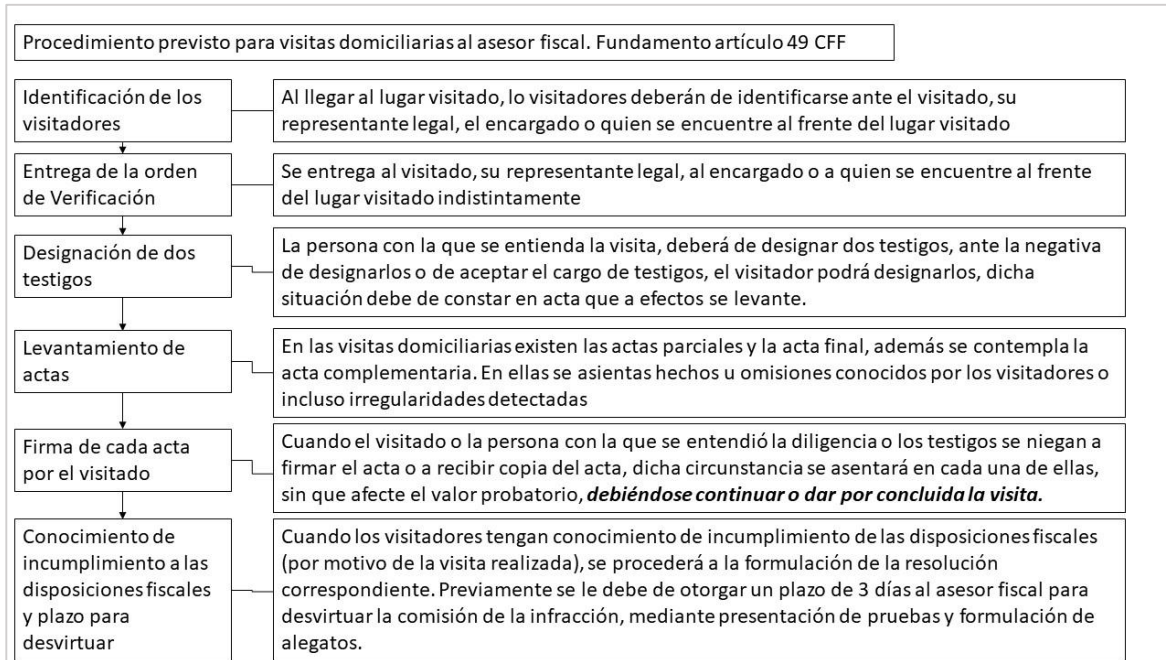 Procedimiento previsto para visitas domiciliarias al asesor fiscal. Fundamento artículo 49 CFF
Identificación de los
visitadores
Al llegar al lugar visitado, lo visitadores deberán de identificarse ante el visitado, su
representante legal, el encargado o quien se encuentre al frente del lugar visitado
Entrega de la orden
de Verificación
Se entrega al visitado, su representante legal, al encargado o a quien se encuentre al frente
del lugar visitado indistintamente
Designación de dos
testigos
La persona con la que se entienda la visita, deberá de designar dos testigos, ante la negativa
de designarlos o de aceptar el cargo de testigos, el visitador podrá designarlos, dicha
situación debe de constar en acta que a efectos se levante.
Levantamiento de
actas
En las visitas domiciliarias existen las actas parciales y la acta final, además se contempla la
acta complementaria. En ellas se asientas hechos u omisiones conocidos por los visitadores o
incluso irregularidades detectadas
Firma de cada acta
por el visitado
Cuando el visitado o la persona con la que se entendió la diligencia o los testigos se niegan a
firmar el acta o a recibir copia del acta, dicha circunstancia se asentará en cada una de ellas,
sin que afecte el valor probatorio, debiéndose continuar o dar por concluida la visita.
Conocimiento de
incumplimiento a las
disposiciones fiscales
y plazo para
desvirtuar
Cuando los visitadores tengan conocimiento de incumplimiento de las disposiciones fiscales
(por motivo de la visita realizada), se procederá a la formulación de la resolución
correspondiente. Previamente se le debe de otorgar un plazo de 3 días al asesor fiscal para
desvirtuar la comisión de la infracción, mediante presentación de pruebas y formulación de
alegatos.